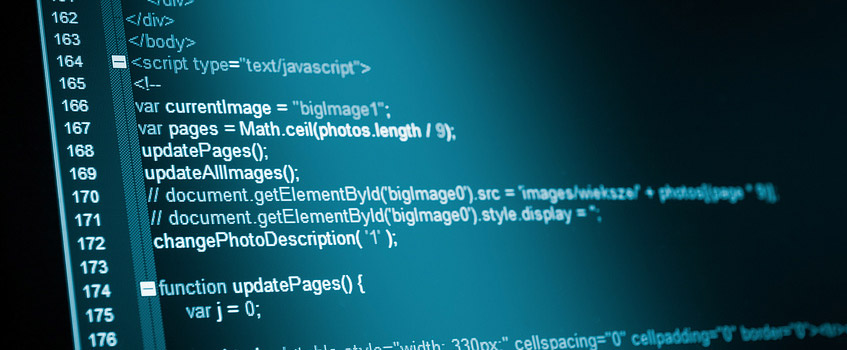 161 </div>
162 </div>
163 </body>
164 <script type="text/javascript">
165 <!--
166 var currentImage = "bigImage1";
167 var pages = Math.ceil(photos.length / 9);
168 updatePages();
169 updateAllImages();
170 // document.getElementById('bigImage0').src = 'images/wieksze/' + photos[(page * 9)];
171 // document.getElementById('bigImage0').style.display = '';
172 changePhotoDescription( '1' );
173
174 function updatePages() {
175 var j = 0;
176 style="width: 330px;" cellspacing="0" cellpadding="0" border="0">